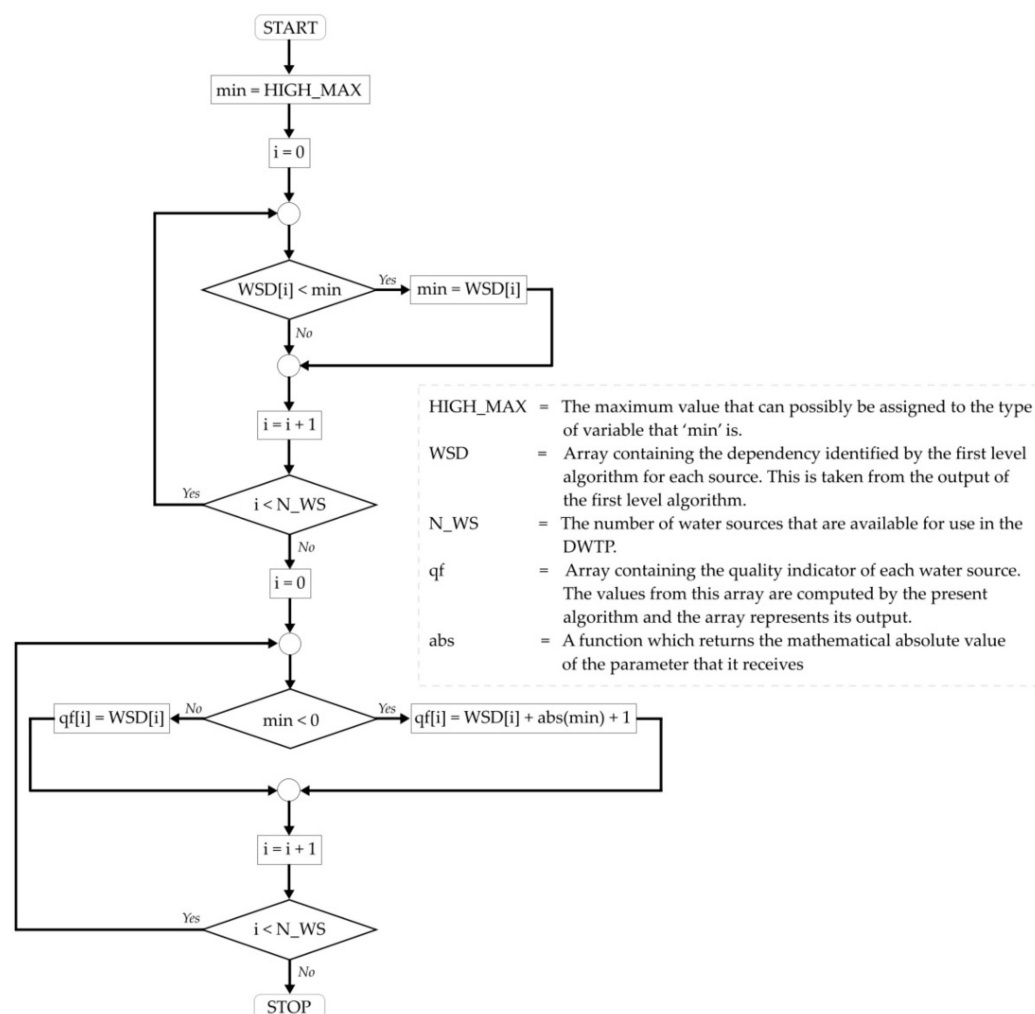 START
min = HIGH_MAX
i = 0
WSD[i] < min
Yes
min = WSD[i]
No
i = i + 1
Yes
i < N_WS
No
i = 0
HIGH_MAX = The maximum value that can possibly be assigned to the type
of variable that ‘min’ is.
WSD = Array containing the dependency identified by the first level
algorithm for each source. This is taken from the output of
the first level algorithm.
N_WS = The number of water sources that are available for use in the
DWTP.
qf = Array containing the quality indicator of each water source.
The values from this array are computed by the present
algorithm and the array represents its output.
abs = A function which returns the mathematical absolute value
of the parameter that it receives
qf[i] = WSD[i]
No
min < 0
Yes
qf[i] = WSD[i] + abs(min) + 1
i = i + 1
Yes
i < N_WS
No
STOP